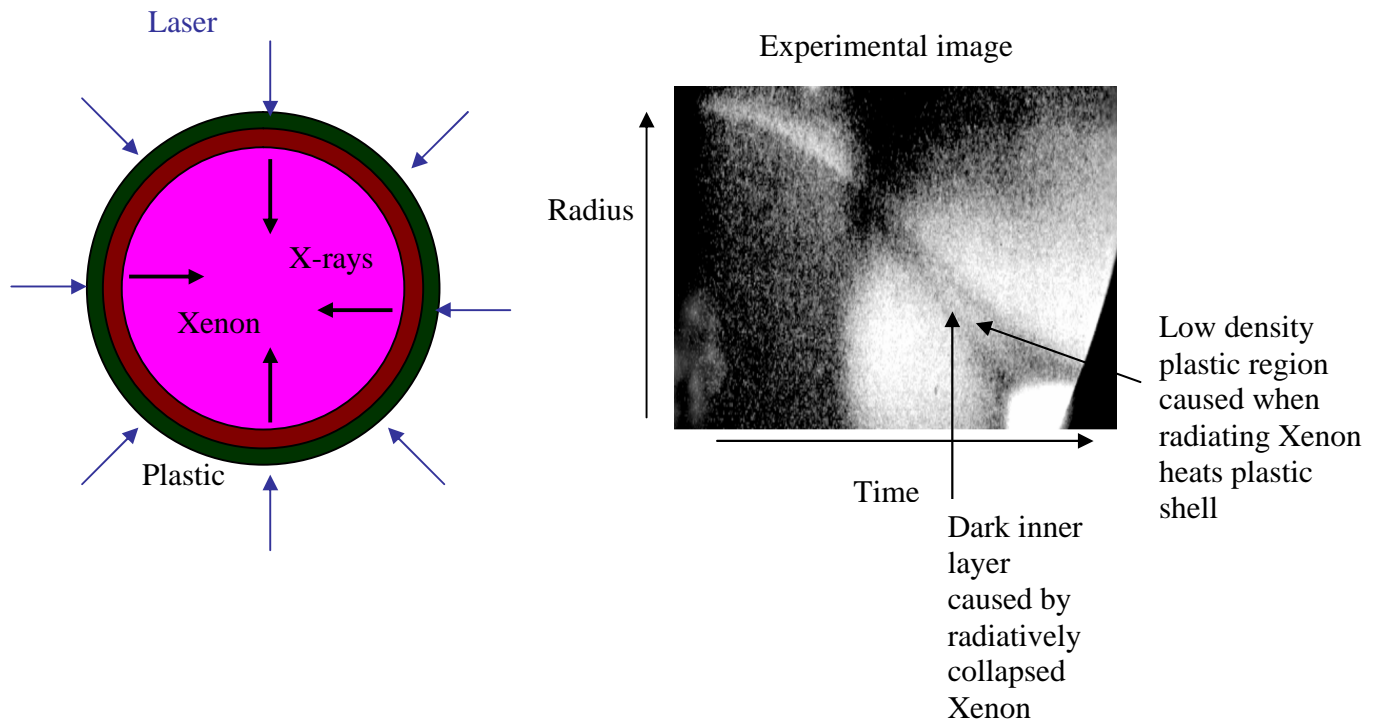 Laser
X-rays
Xenon
Plastic
Experimental image
Radius
Time
Dark inner
layer
caused by
radiatively
collapsed
Xenon
Low density
plastic region
caused when
radiating Xenon
heats plastic
shell